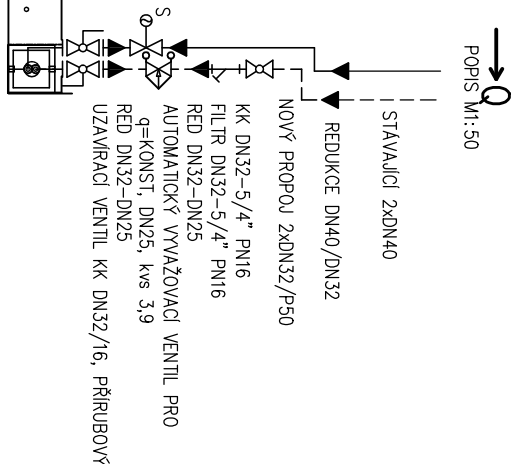 POPIS M1:50
STÁVAJÍCÍ 2xDN40
REDUKCE DN40/DN32
NOVÝ PROPOJ 2xDN32/P50
KK DN32-5/4" PN16
FILTR DN32-5/4" PN16
RED DN32-DN25
AUTOMATICKÝ VYVAŽOVACÍ VENTIL PRO
q=KONST, DN25, kvs 3,9
RED DN32-DN25
UZAVÍRACÍ VENTIL KK DN32/16, PŘÍRUBOVÝ
S